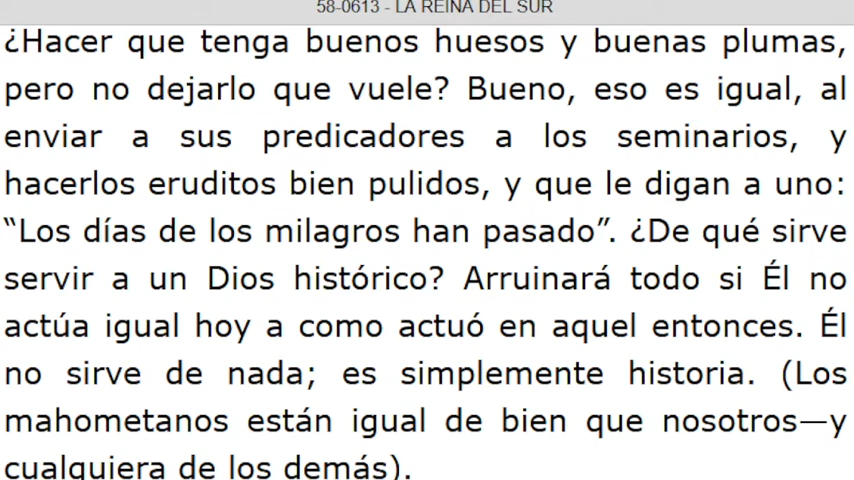 58-0613 - LA REINA DEL SUR
¿Hacer que tenga buenos huesos y buenas plumas,
pero no dejarlo que vuele? Bueno, eso es igual, al
enviar a sus predicadores a los seminarios, y
hacerlos eruditos bien pulidos, y que le digan a uno:
“Los días de los milagros han pasado”. ¿De qué sirve
servir a un Dios histórico? Arruinará todo si Él no
actúa igual hoy a como actuó en aquel entonces. Él
no sirve de nada; es simplemente historia. (Los
mahometanos están igual de bien que nosotros—y
cualquiera de los demás).